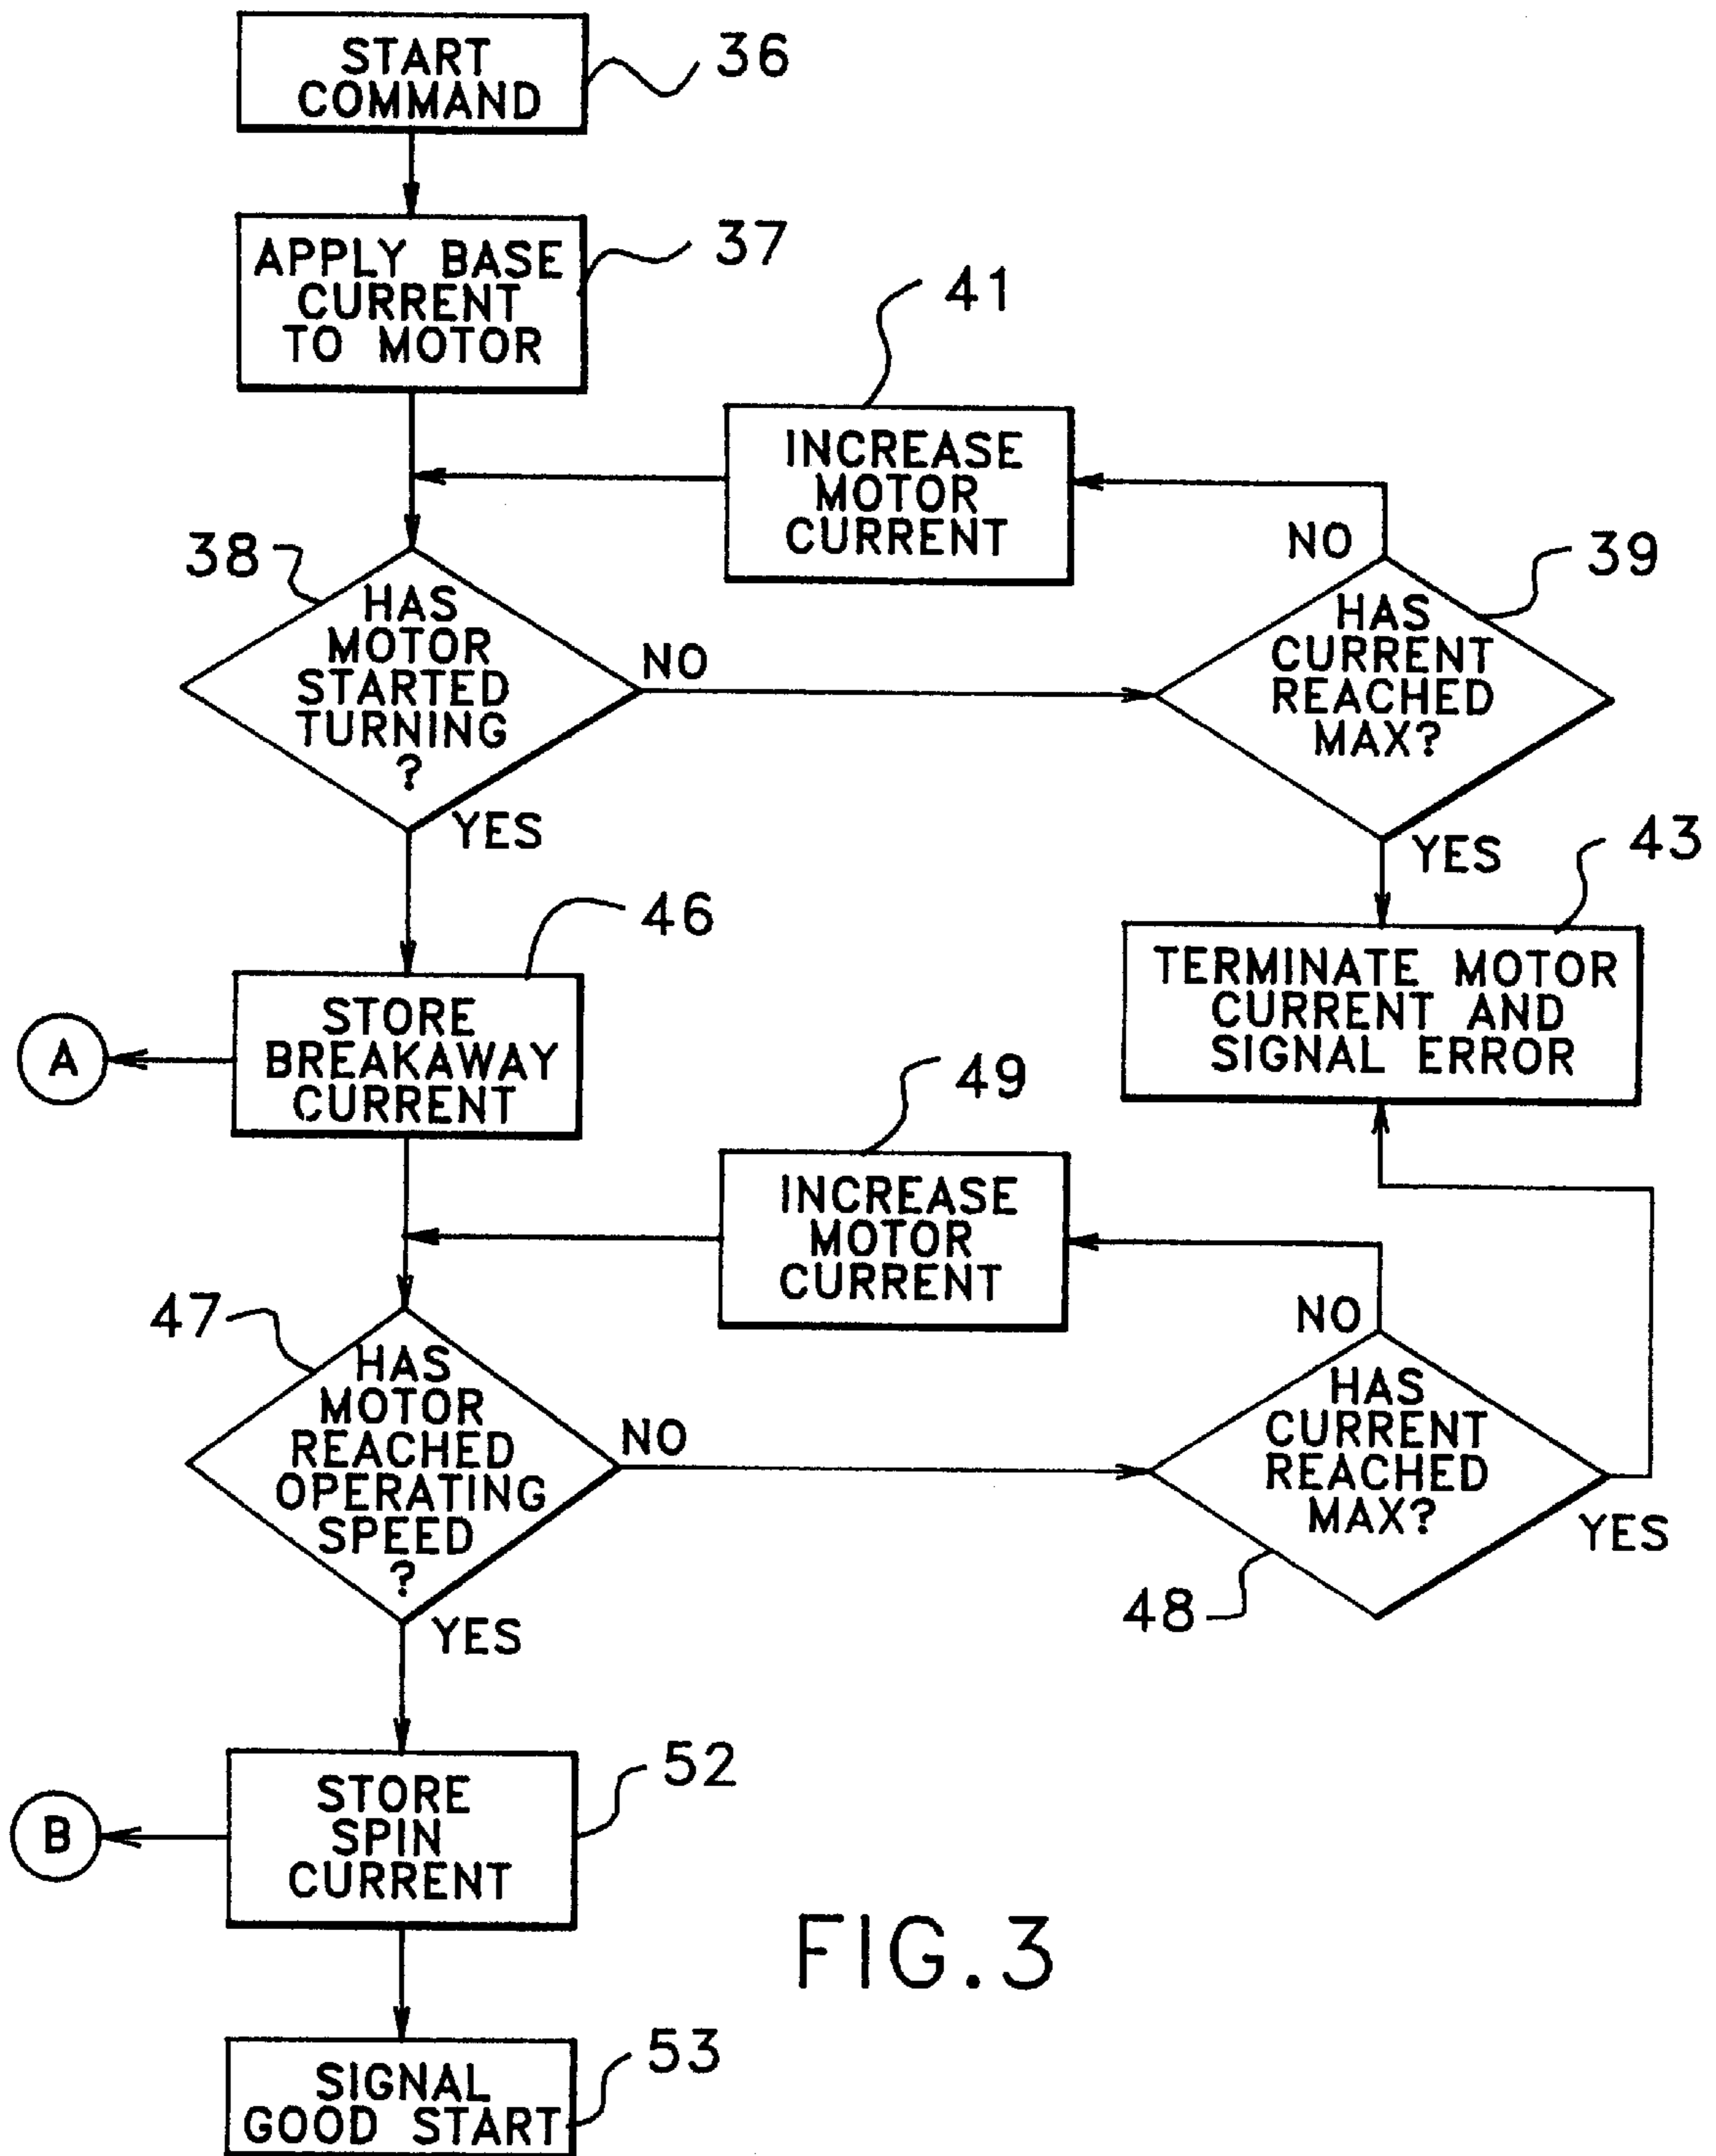 START
COMMAND
36
APPLY BASE
CURRENT
TO MOTOR
37
INCREASE
MOTOR
CURRENT
41
HAS
MOTOR
STARTED
TURNING
?
38
NO
YES
HAS
CURRENT
REACHED
MAX?
39
NO
YES
TERMINATE MOTOR
CURRENT AND
SIGNAL ERROR
43
STORE
BREAKAWAY
CURRENT
46
A
INCREASE
MOTOR
CURRENT
49
HAS
MOTOR
REACHED
OPERATING
SPEED
?
47
NO
YES
HAS
CURRENT
REACHED
MAX?
48
NO
YES
STORE
SPIN
CURRENT
52
B
SIGNAL
GOOD START
53
FIG.3